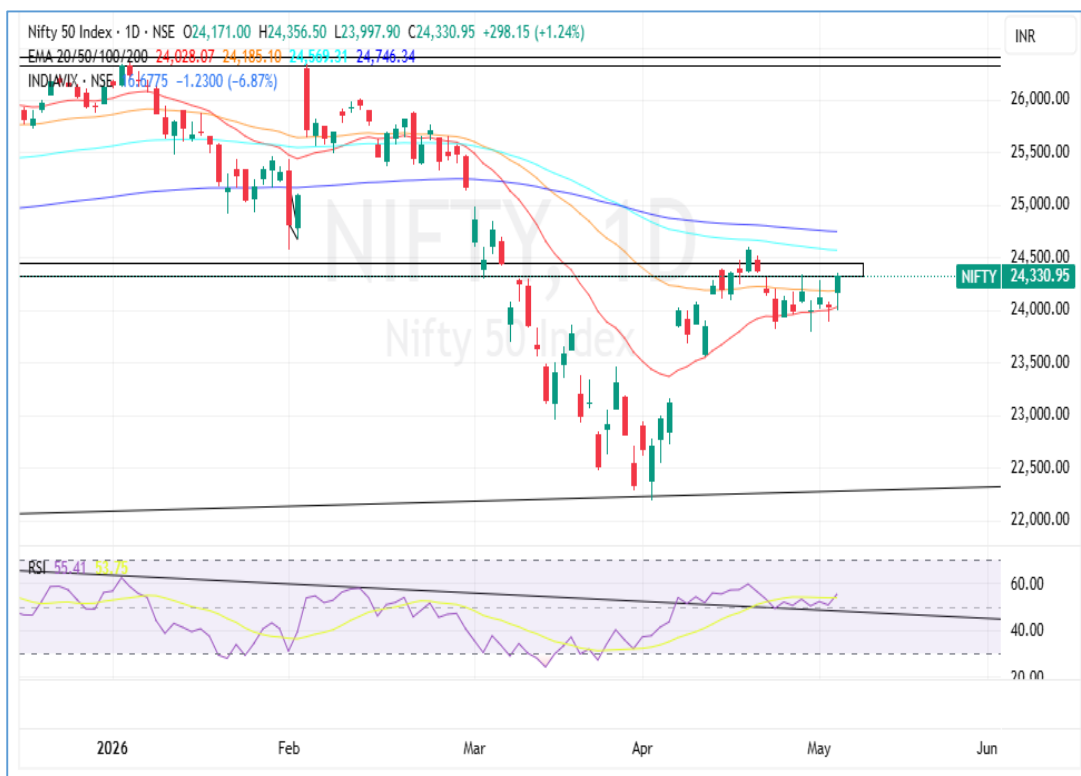 Nifty 50 Index · 1D · NSE O24,171.00 H24,356.50 L23,997.90 C24,330.95 +298.15 (+1.24%)
INR
EMA 20/50/100/200 24,028.07 24,185.10 24,569.31 24,746.34
INDIAVIX · NSE 16.6775 −1.2300 (−6.87%)
26,000.00
25,500.00
25,000.00
NIFTY, 1D
24,500.00
NIFTY 24,330.95
24,000.00
Nifty 50 Index
23,500.00
23,000.00
22,500.00
22,000.00
RSI 55.41 53.75
60.00
40.00
20.00
2026 Feb Mar Apr May Jun